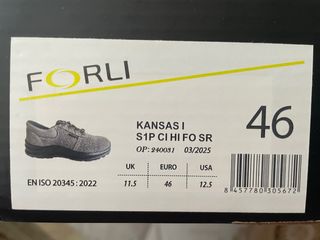 FORLI
KANSAS I
S1P CI HI FO SR
46
OP: 240031 03/2025
UK EURO USA
11.5 46 12.5
EN ISO 20345 : 2022
8 457780 305672